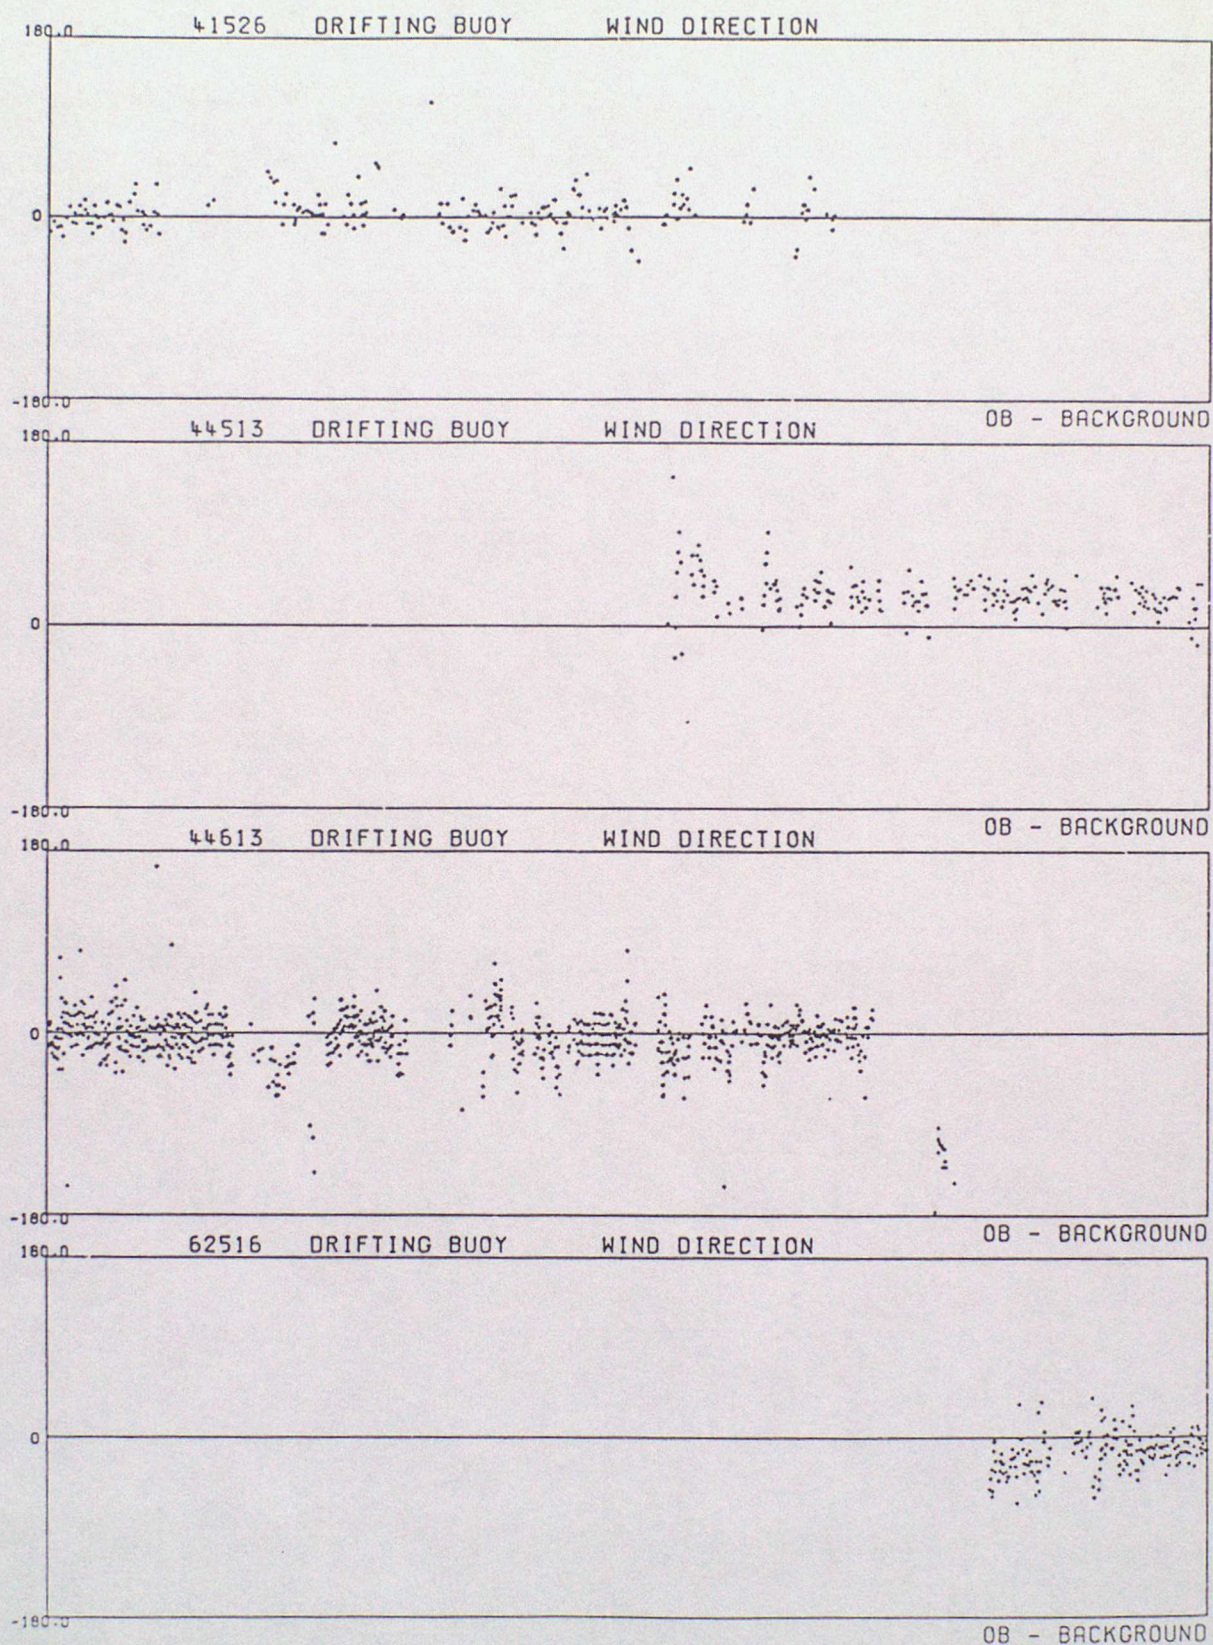 180.0 41526 DRIFTING BUOY WIND DIRECTION
0
-180.0
OB - BACKGROUND
180.0 44513 DRIFTING BUOY WIND DIRECTION
0
-180.0
OB - BACKGROUND
180.0 44613 DRIFTING BUOY WIND DIRECTION
0
-180.0
OB - BACKGROUND
180.0 62516 DRIFTING BUOY WIND DIRECTION
0
-180.0
OB - BACKGROUND